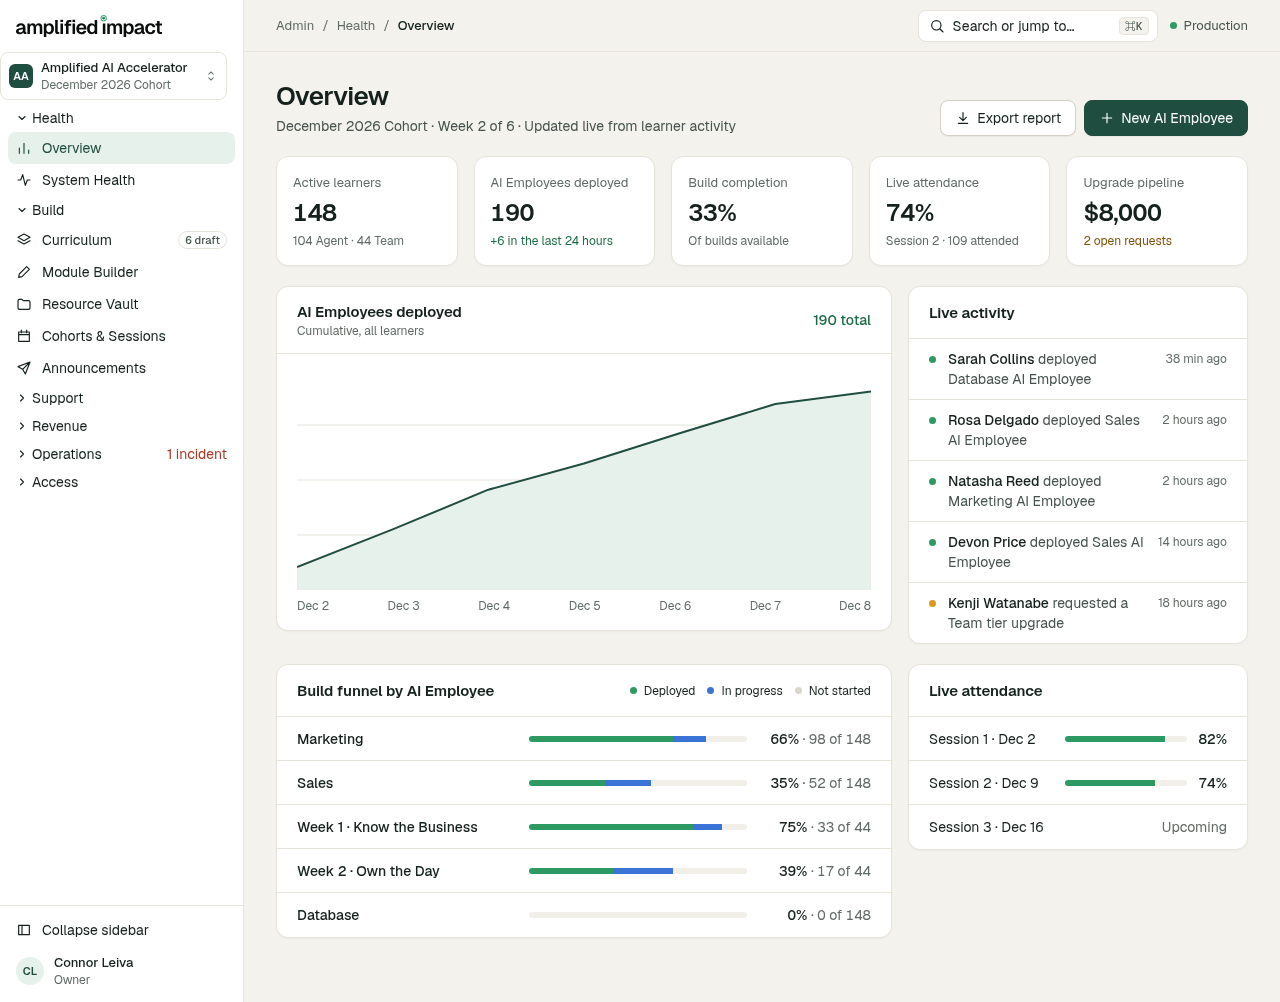 amplified impact
AA
Amplified AI Accelerator
December 2026 Cohort
Health
Overview
System Health
Build
Curriculum
6 draft
Module Builder
Resource Vault
Cohorts & Sessions
Announcements
Support
Revenue
Operations
1 incident
Access
Collapse sidebar
CL
Connor Leiva
Owner
Admin / Health / Overview
Search or jump to...
⌘K
Production
Overview
December 2026 Cohort · Week 2 of 6 · Updated live from learner activity
Export report
New AI Employee
Active learners
148
104 Agent · 44 Team
AI Employees deployed
190
+6 in the last 24 hours
Build completion
33%
Of builds available
Live attendance
74%
Session 2 · 109 attended
Upgrade pipeline
$8,000
2 open requests
AI Employees deployed
Cumulative, all learners
190 total
Dec 2 Dec 3 Dec 4 Dec 5 Dec 6 Dec 7 Dec 8
Live activity
Sarah Collins deployed 38 min ago
Database AI Employee
Rosa Delgado deployed Sales 2 hours ago
AI Employee
Natasha Reed deployed 2 hours ago
Marketing AI Employee
Devon Price deployed Sales AI 14 hours ago
Employee
Kenji Watanabe requested a 18 hours ago
Team tier upgrade
Build funnel by AI Employee
Deployed In progress Not started
Marketing 66% · 98 of 148
Sales 35% · 52 of 148
Week 1 · Know the Business 75% · 33 of 44
Week 2 · Own the Day 39% · 17 of 44
Database 0% · 0 of 148
Live attendance
Session 1 · Dec 2 82%
Session 2 · Dec 9 74%
Session 3 · Dec 16 Upcoming